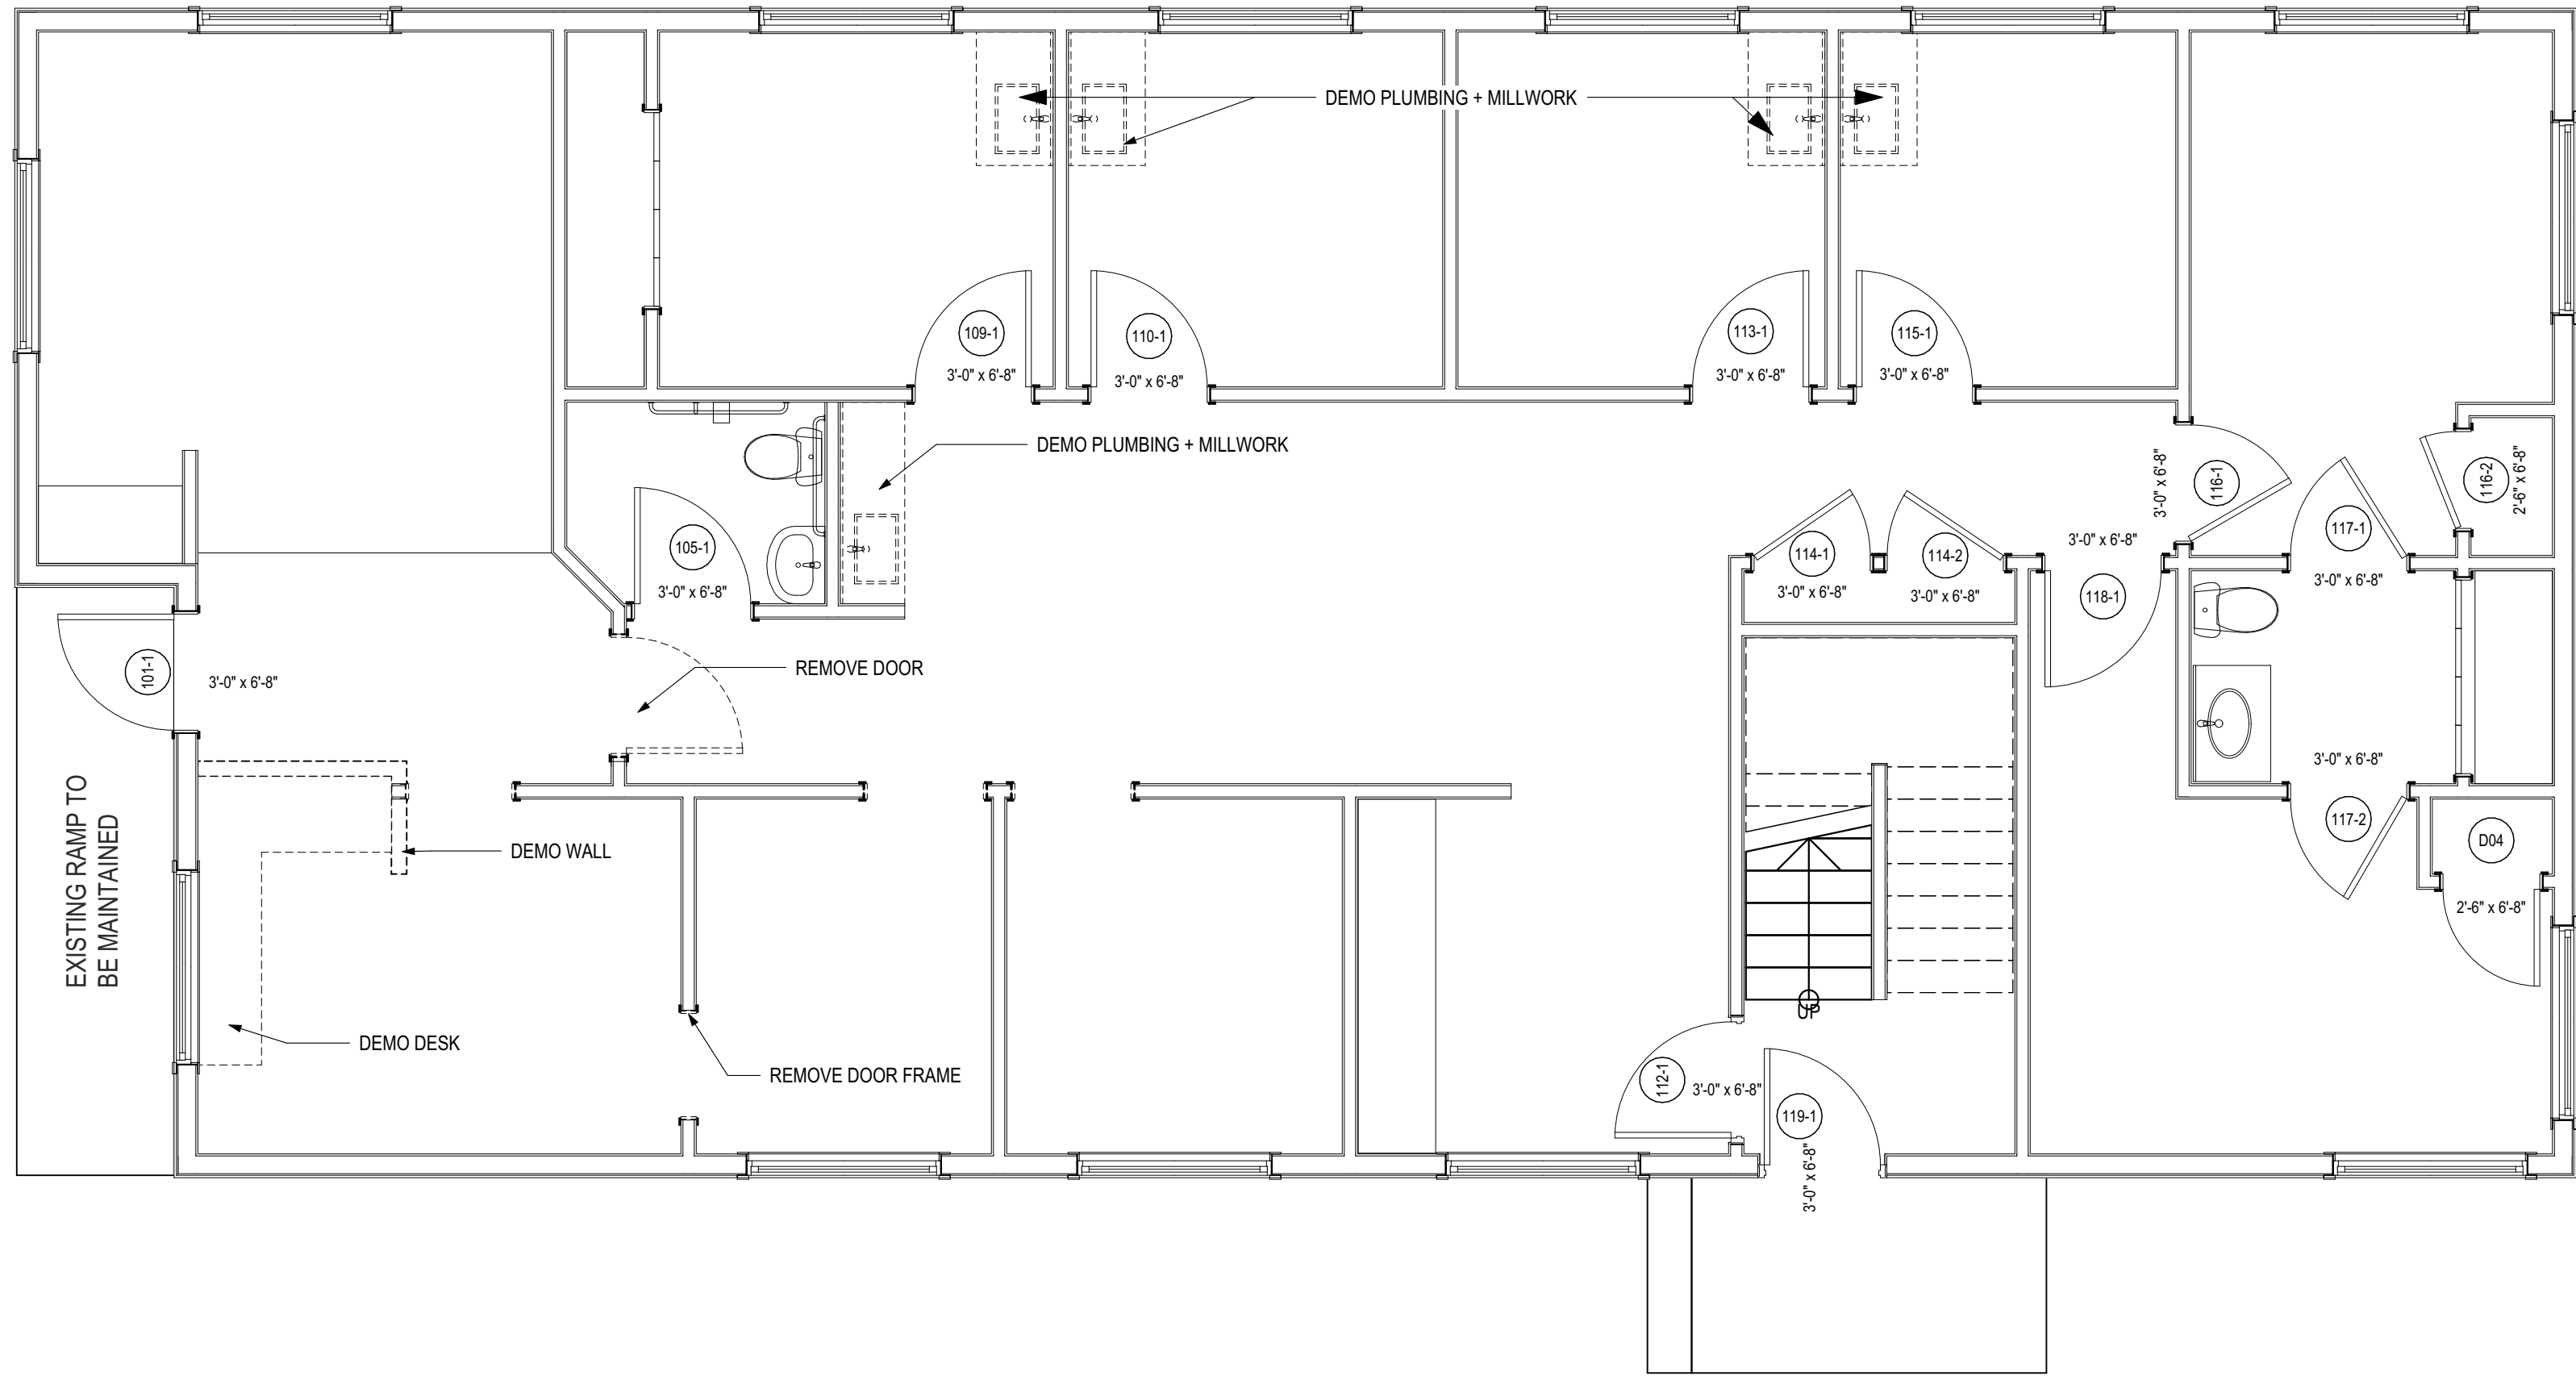 DEMO PLUMBING + MILLWORK
109-1
3'-0" x 6'-8"
110-1
3'-0" x 6'-8"
113-1
3'-0" x 6'-8"
115-1
3'-0" x 6'-8"
DEMO PLUMBING + MILLWORK
116-1
3'-0" x 6'-8"
116-2
2'-6" x 6'-8"
105-1
3'-0" x 6'-8"
114-1
3'-0" x 6'-8"
114-2
3'-0" x 6'-8"
3'-0" x 6'-8"
118-1
117-1
3'-0" x 6'-8"
101-1
3'-0" x 6'-8"
REMOVE DOOR
3'-0" x 6'-8"
117-2
D04
2'-6" x 6'-8"
EXISTING RAMP TO
BE MAINTAINED
DEMO WALL
DEMO DESK
REMOVE DOOR FRAME
UP
112-1
3'-0" x 6'-8"
119-1
3'-0" x 6'-8"